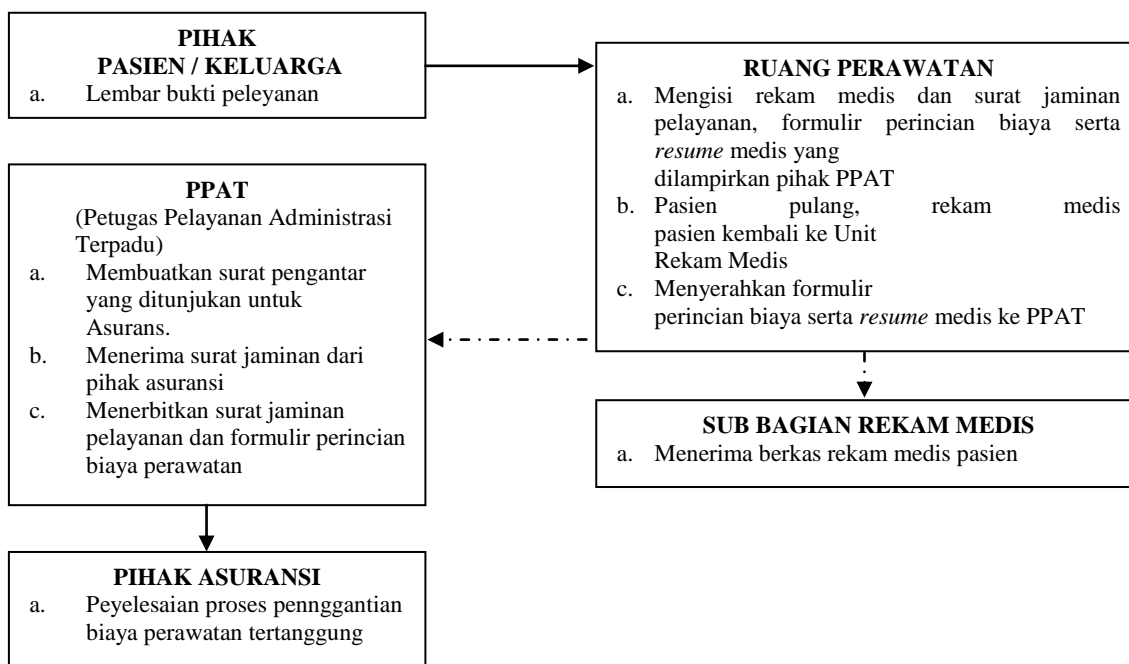 PIHAK
PASIEN / KELUARGA
a. Lembar bukti peleyanan
RUANG PERAWATAN
a. Mengisi rekam medis dan surat jaminan
pelayanan, formulir perincian biaya serta
resume medis yang
dilampirkan pihak PPAT
b. Pasien pulang, rekam medis
pasien kembali ke Unit
Rekam Medis
c. Menyerahkan formulir
perincian biaya serta resume medis ke PPAT
PPAT
(Petugas Pelayanan Administrasi
Terpadu)
a. Membuatkan surat pengantar
yang ditunjukan untuk
Asurans.
b. Menerima surat jaminan dari
pihak asuransi
c. Menerbitkan surat jaminan
pelayanan dan formulir perincian
biaya perawatan
SUB BAGIAN REKAM MEDIS
a. Menerima berkas rekam medis pasien
PIHAK ASURANSI
a. Peyelesaian proses pennggantian
biaya perawatan tertanggung